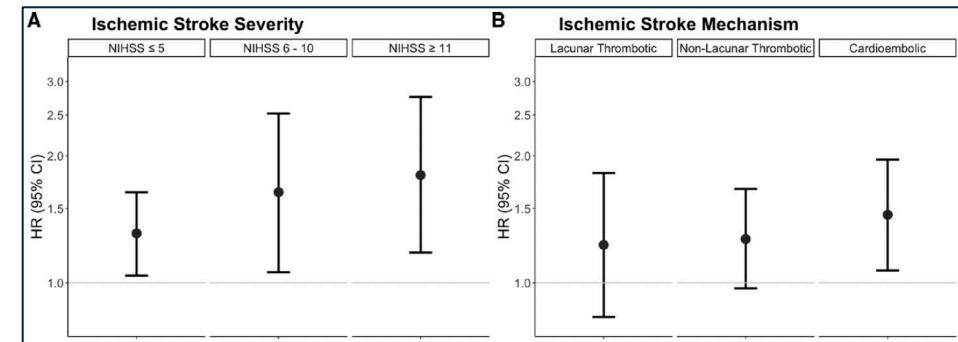 A Ischemic Stroke Severity
NIHSS ≤ 5 NIHSS 6 - 10 NIHSS ≥ 11
HR (95% CI)
3.0
2.5
2.0
1.5
1.0
B Ischemic Stroke Mechanism
Lacunar Thrombotic Non-Lacunar Thrombotic Cardioembolic
HR (95% CI)
3.0
2.5
2.0
1.5
1.0